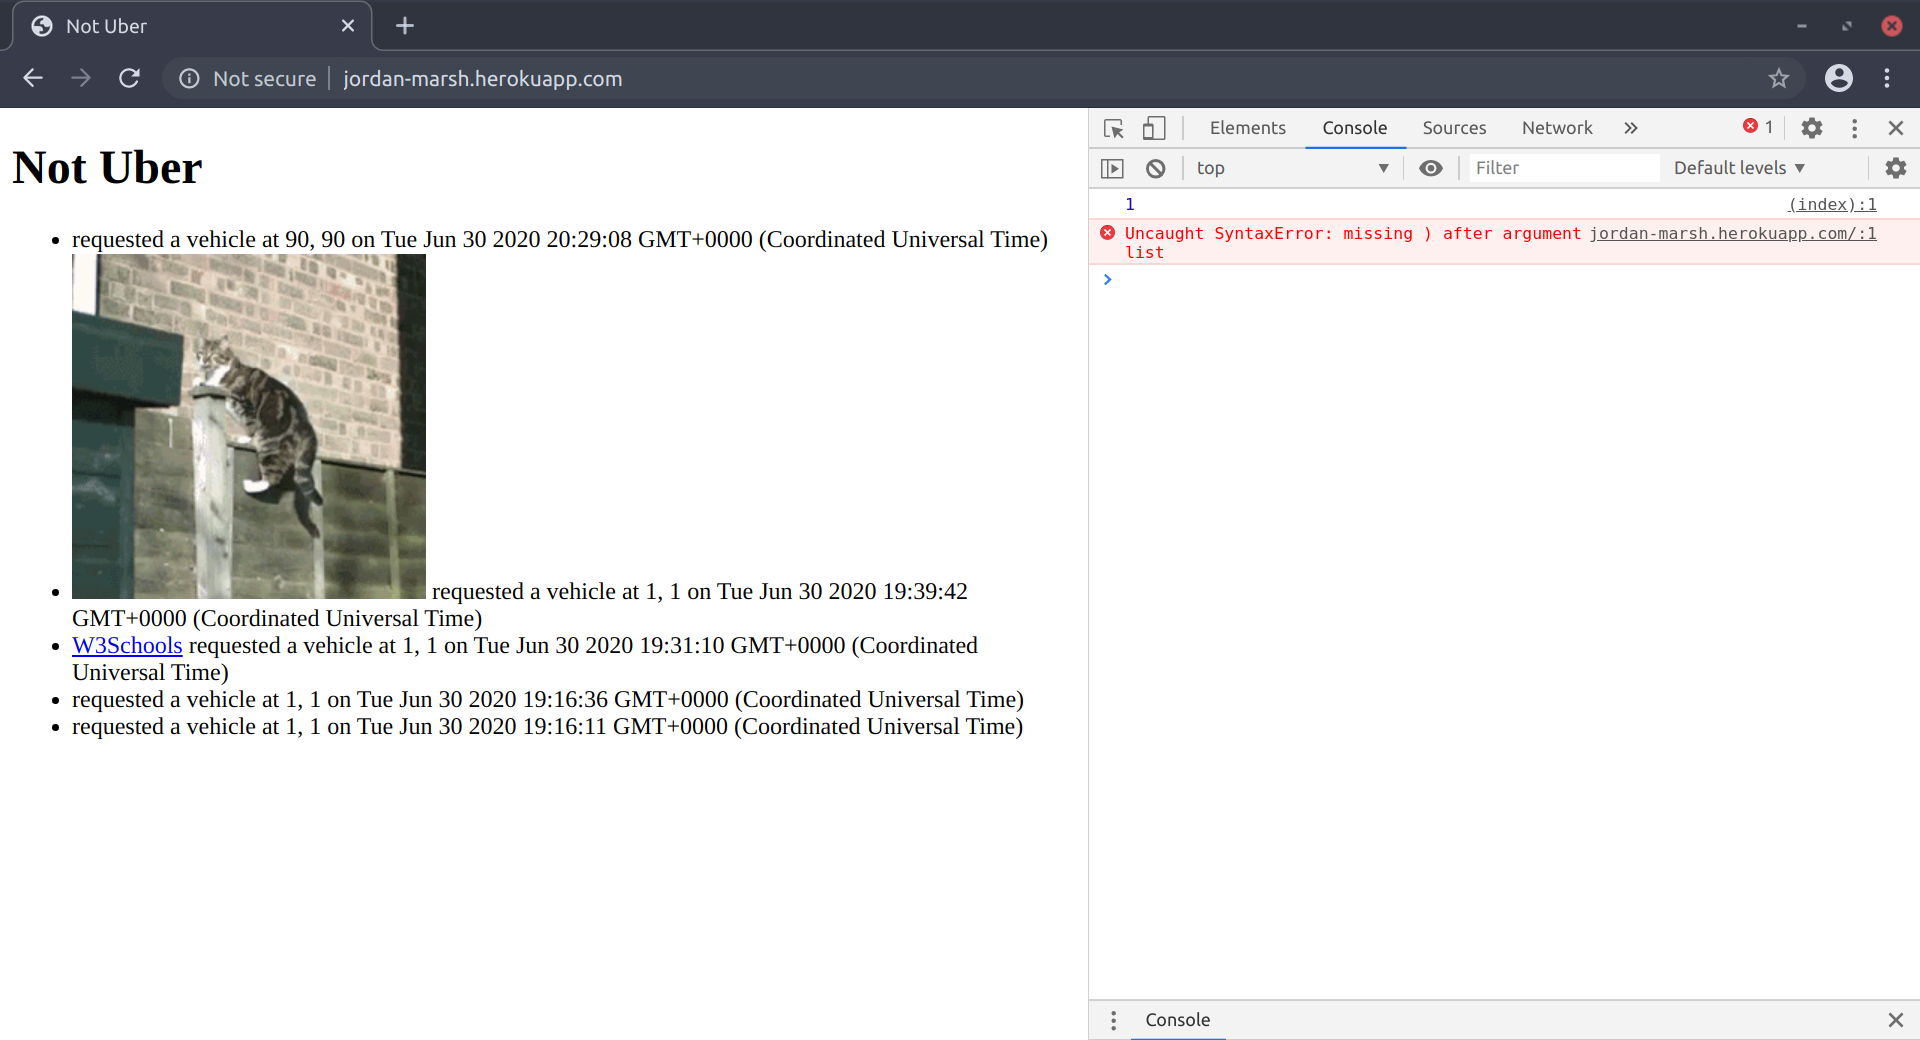 Not Uber
Not secure
jordan-marsh.herokuapp.com
Not Uber
requested a vehicle at 90, 90 on Tue Jun 30 2020 20:29:08 GMT+0000 (Coordinated Universal Time)
requested a vehicle at 1, 1 on Tue Jun 30 2020 19:39:42
GMT+0000 (Coordinated Universal Time)
W3Schools requested a vehicle at 1, 1 on Tue Jun 30 2020 19:31:10 GMT+0000 (Coordinated
Universal Time)
requested a vehicle at 1, 1 on Tue Jun 30 2020 19:16:36 GMT+0000 (Coordinated Universal Time)
requested a vehicle at 1, 1 on Tue Jun 30 2020 19:16:11 GMT+0000 (Coordinated Universal Time)
Elements Console Sources Network 1
top Filter Default levels
1 (index):1
Uncaught SyntaxError: missing ) after argument jordan-marsh.herokuapp.com/:1
list
Console